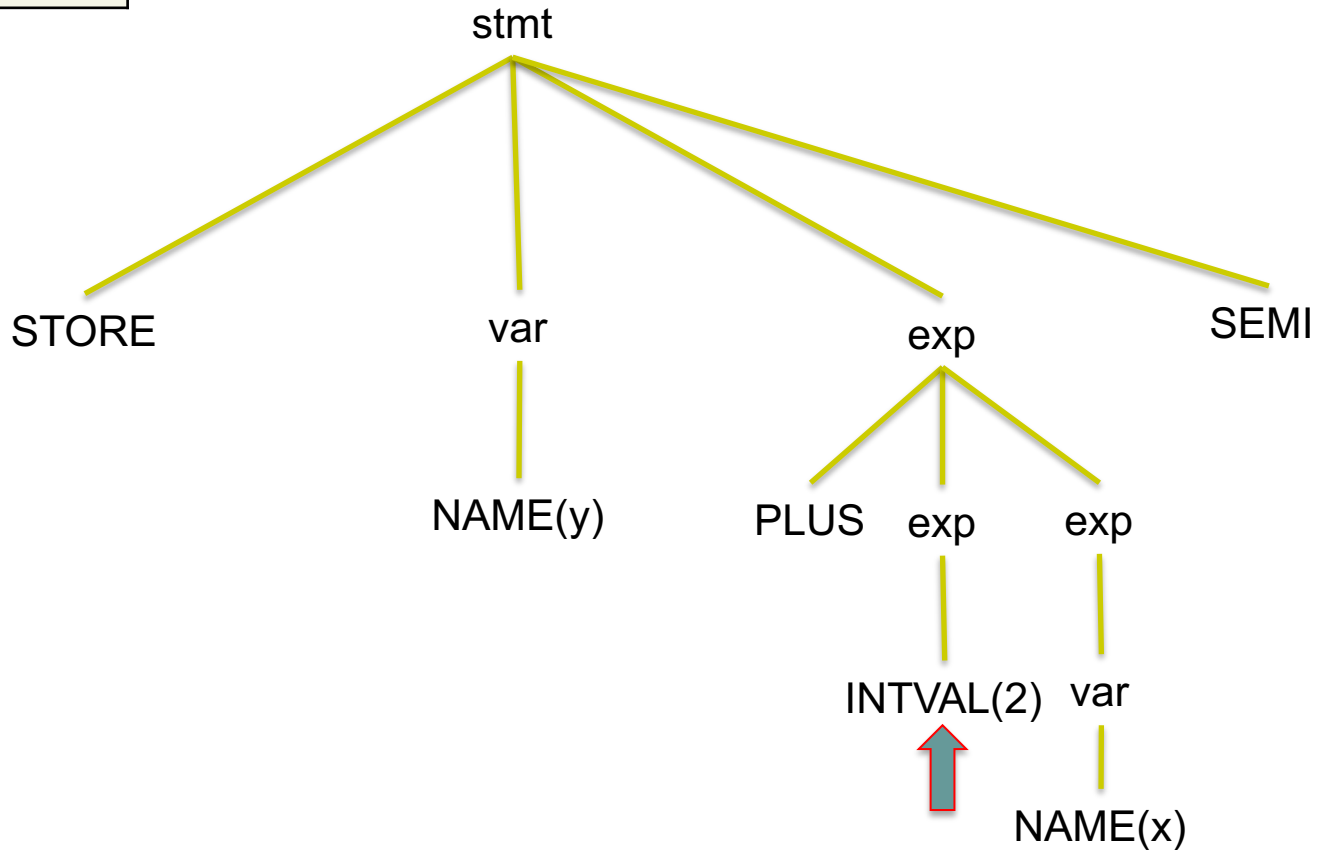 stmt
STORE var exp SEMI
NAME(y) PLUS exp exp
INTVAL(2) var
NAME(x)